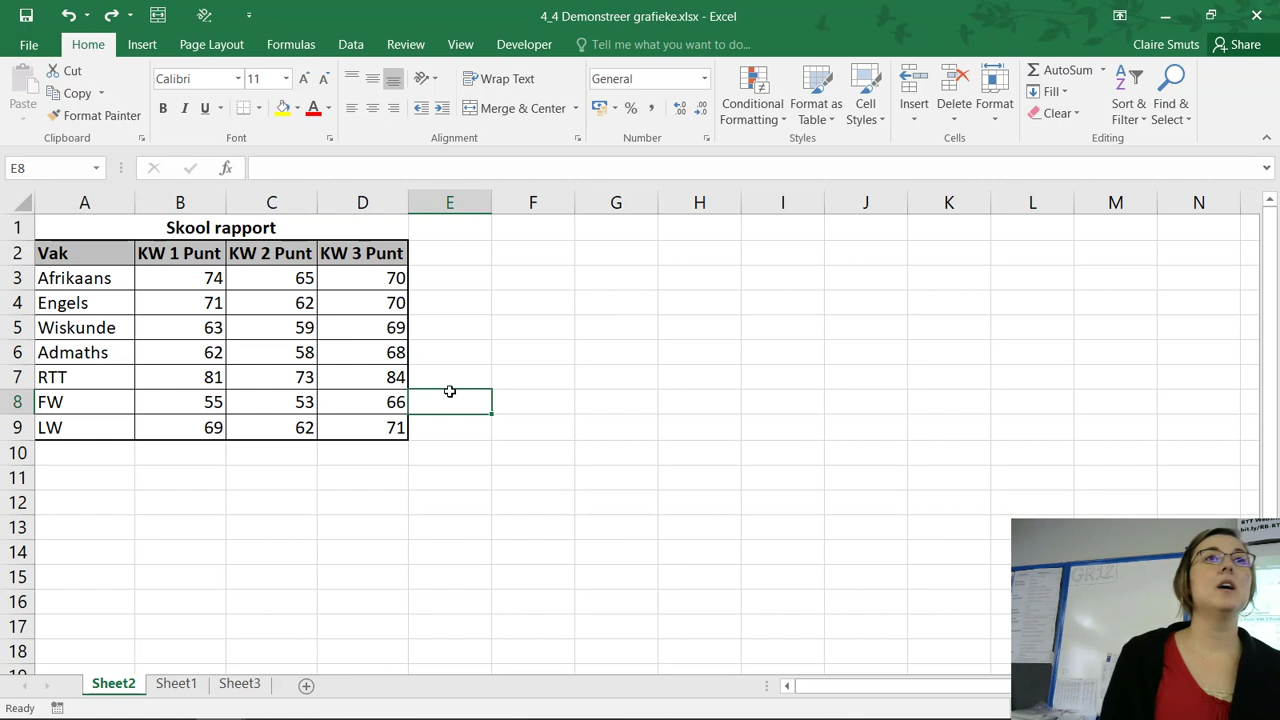 4_4 Demonstreer grafieke.xlsx - Excel
File Home Insert Page Layout Formulas Data Review View Developer Tell me what you want to do... Claire Smuts Share
Paste Cut Copy Format Painter Clipboard
Calibri 11 A A B I U A Font
Wrap Text Merge & Center Alignment
General % , Number
Conditional Formatting Format as Table Cell Styles Styles
Insert Delete Format Cells
AutoSum Fill Clear Sort & Filter Find & Select Editing
E8 fx
A B C D E F G H I J K L M N
1 Skool rapport
2 Vak KW 1 Punt KW 2 Punt KW 3 Punt
3 Afrikaans 74 65 70
4 Engels 71 62 70
5 Wiskunde 63 59 69
6 Admaths 62 58 68
7 RTT 81 73 84
8 FW 55 53 66
9 LW 69 62 71
10
11
12
13
14
15
16
17
18
GR12
Sheet2 Sheet1 Sheet3
Ready